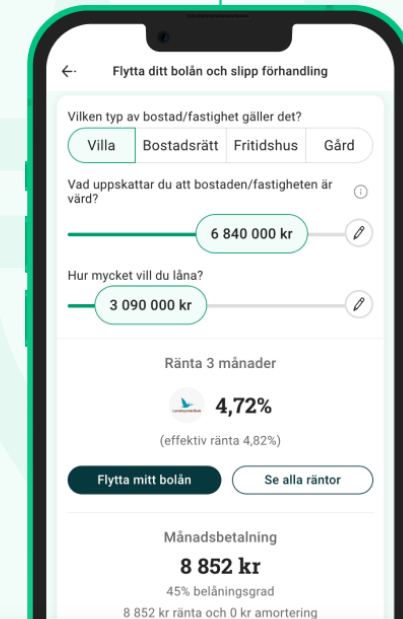 Flytta ditt bolån och slipp förhandling
Vilken typ av bostad/fastighet gäller det?
Villa Bostadsrätt Fritidshus Gård
Vad uppskattar du att bostaden/fastigheten är
värd?
6 840 000 kr
Hur mycket vill du låna?
3 090 000 kr
Ränta 3 månader
4,72%
(effektiv ränta 4,82%)
Flytta mitt bolån Se alla räntor
Månadsbetalning
8 852 kr
45% belåningsgrad
8 852 kr ränta och 0 kr amortering